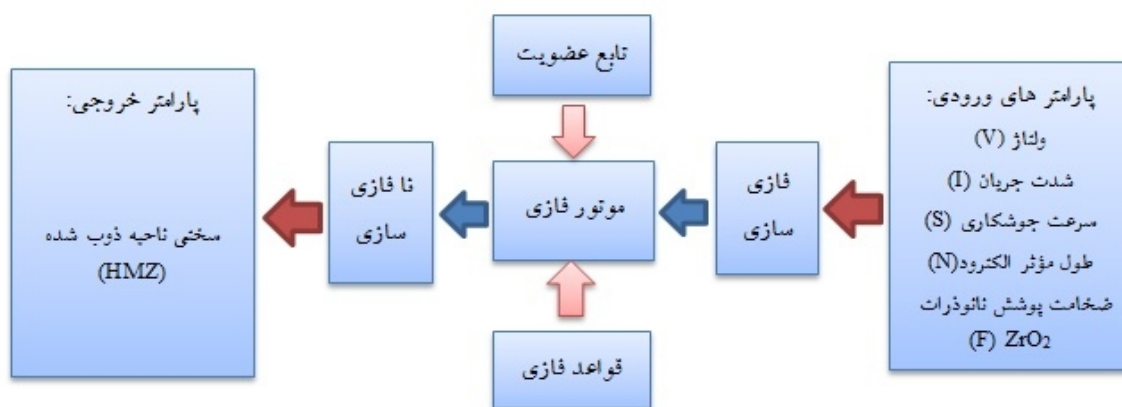 تابع عضویت
پارامتر های ورودی:
ولتاژ (V)
شدت جریان (I)
سرعت جوشکاری (S)
طول مؤثر الکترود(N)
ضخامت پوشش نانوذرات
ZrO₂ (F)
فازی
سازی
موتور فازی
نا فازی
سازی
پارامتر خروجی:
سختی ناحیه ذوب شده
(HMZ)
قواعد فازی